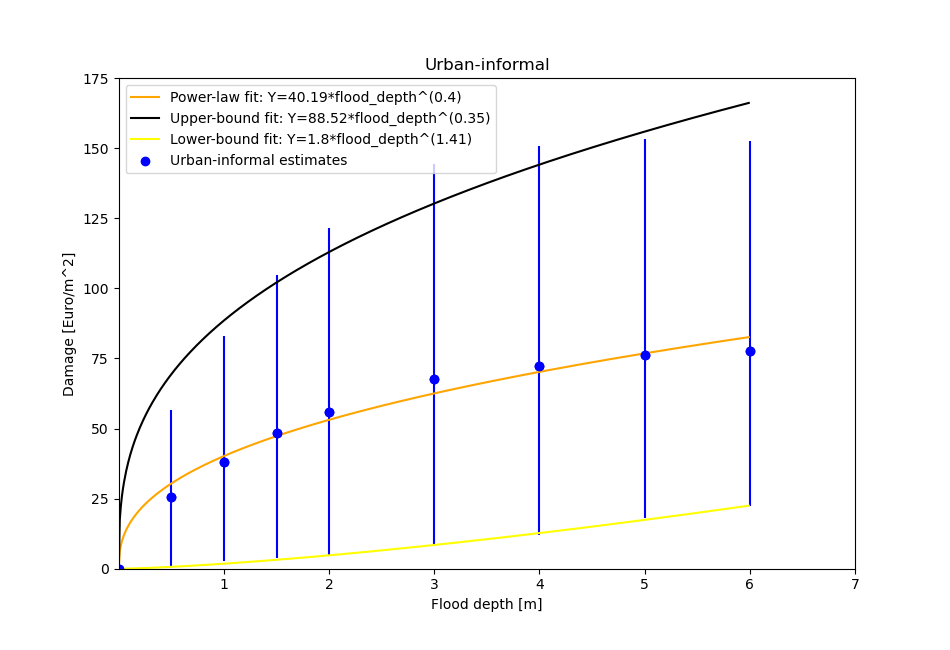 Urban-informal
Power-law fit: Y=40.19*flood_depth^(0.4)
Upper-bound fit: Y=88.52*flood_depth^(0.35)
Lower-bound fit: Y=1.8*flood_depth^(1.41)
Urban-informal estimates
175
150
125
100
75
50
25
0
Damage [Euro/m^2]
1 2 3 4 5 6 7
Flood depth [m]